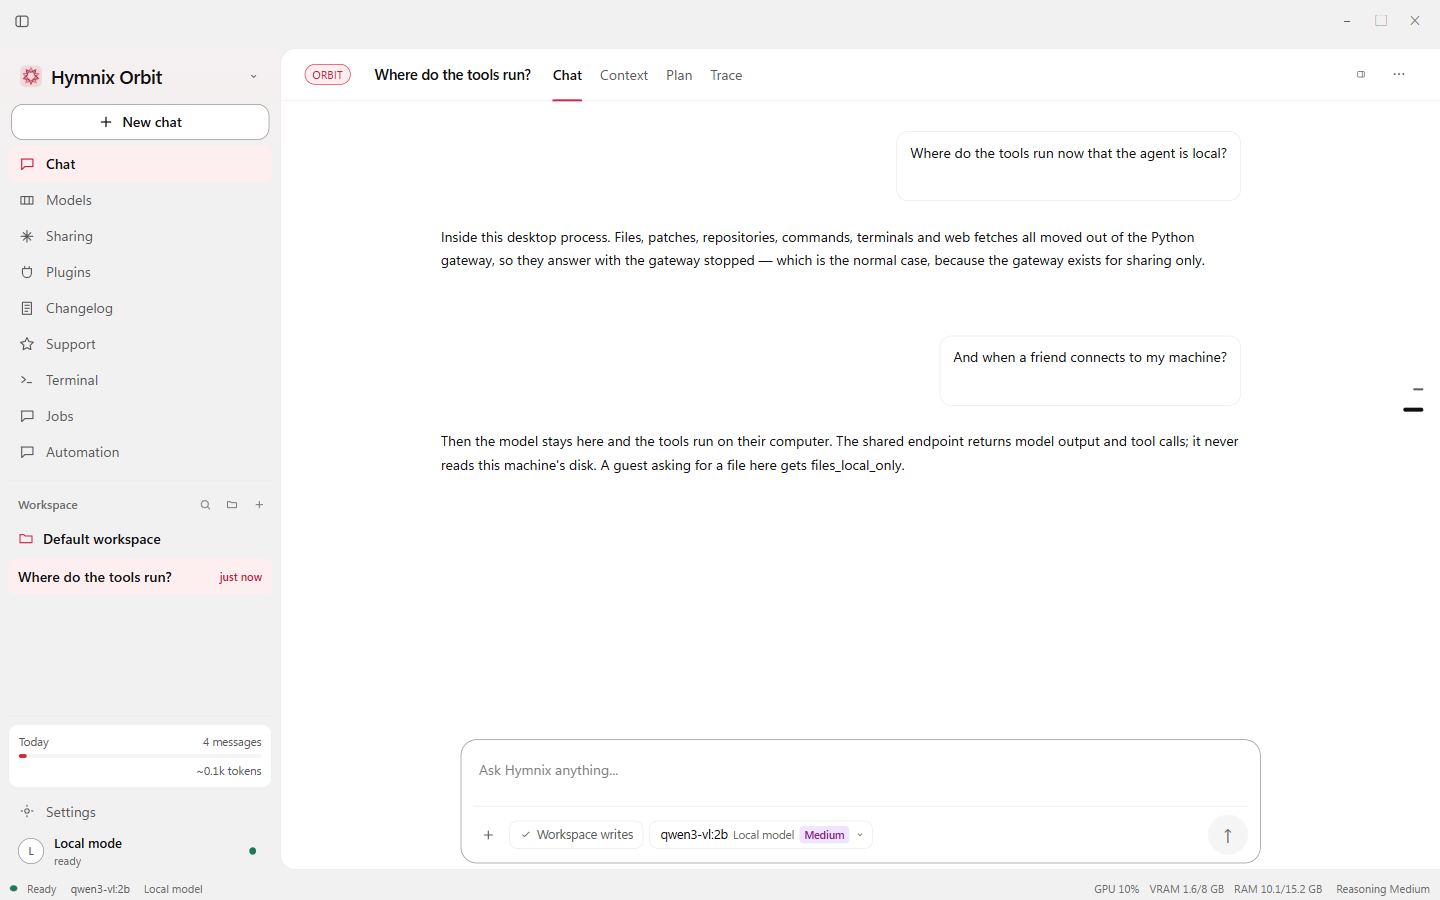 Hymnix Orbit
New chat
Chat
Models
Sharing
Plugins
Changelog
Support
Terminal
Jobs
Automation
Workspace
Default workspace
Where do the tools run? just now
Today 4 messages
~0.1k tokens
Settings
L Local mode
ready
ORBIT Where do the tools run? Chat Context Plan Trace
Where do the tools run now that the agent is local?
Inside this desktop process. Files, patches, repositories, commands, terminals and web fetches all moved out of the Python
gateway, so they answer with the gateway stopped — which is the normal case, because the gateway exists for sharing only.
And when a friend connects to my machine?
Then the model stays here and the tools run on their computer. The shared endpoint returns model output and tool calls; it never
reads this machine's disk. A guest asking for a file here gets files_local_only.
Ask Hymnix anything...
Workspace writes qwen3-vl:2b Local model Medium
Ready qwen3-vl:2b Local model GPU 10% VRAM 1.6/8 GB RAM 10.1/15.2 GB Reasoning Medium